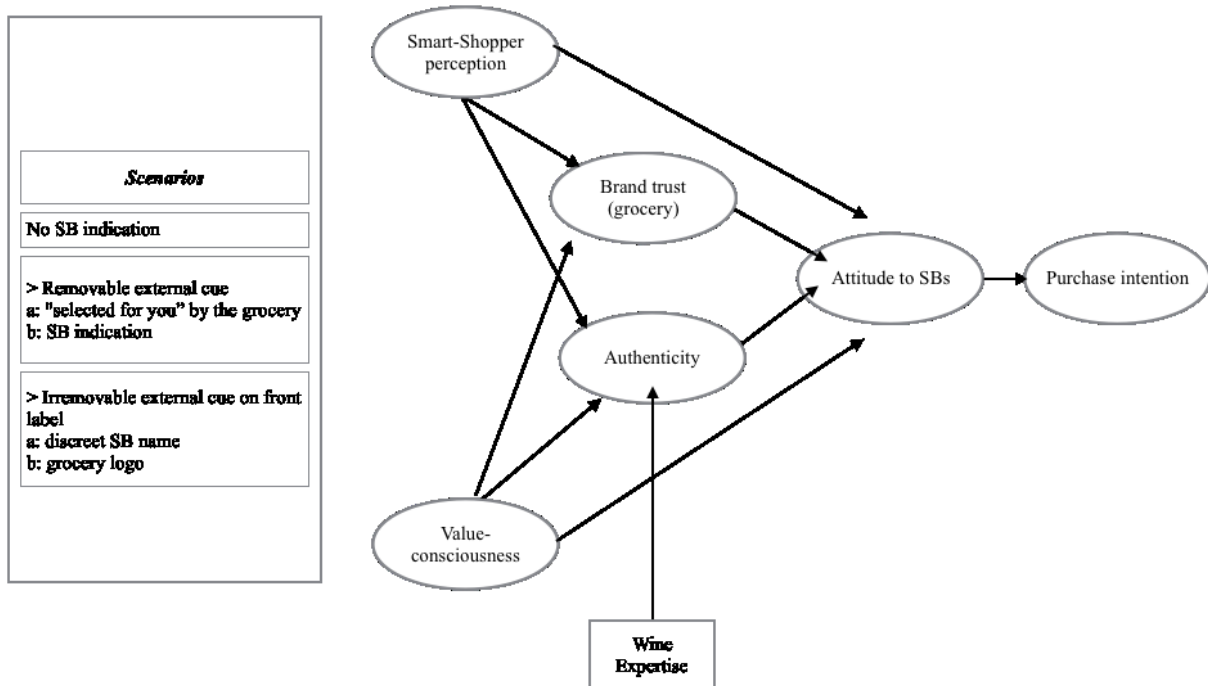 Scenarios
No SB indication
> Removable external cue
a: "selected for you” by the grocery
b: SB indication
> Irremovable external cue on front
label
a: discreet SB name
b: grocery logo
Smart-Shopper
perception
Brand trust
(grocery)
Attitude to SBs
Purchase intention
Authenticity
Value-
consciousness
Wine
Expertise